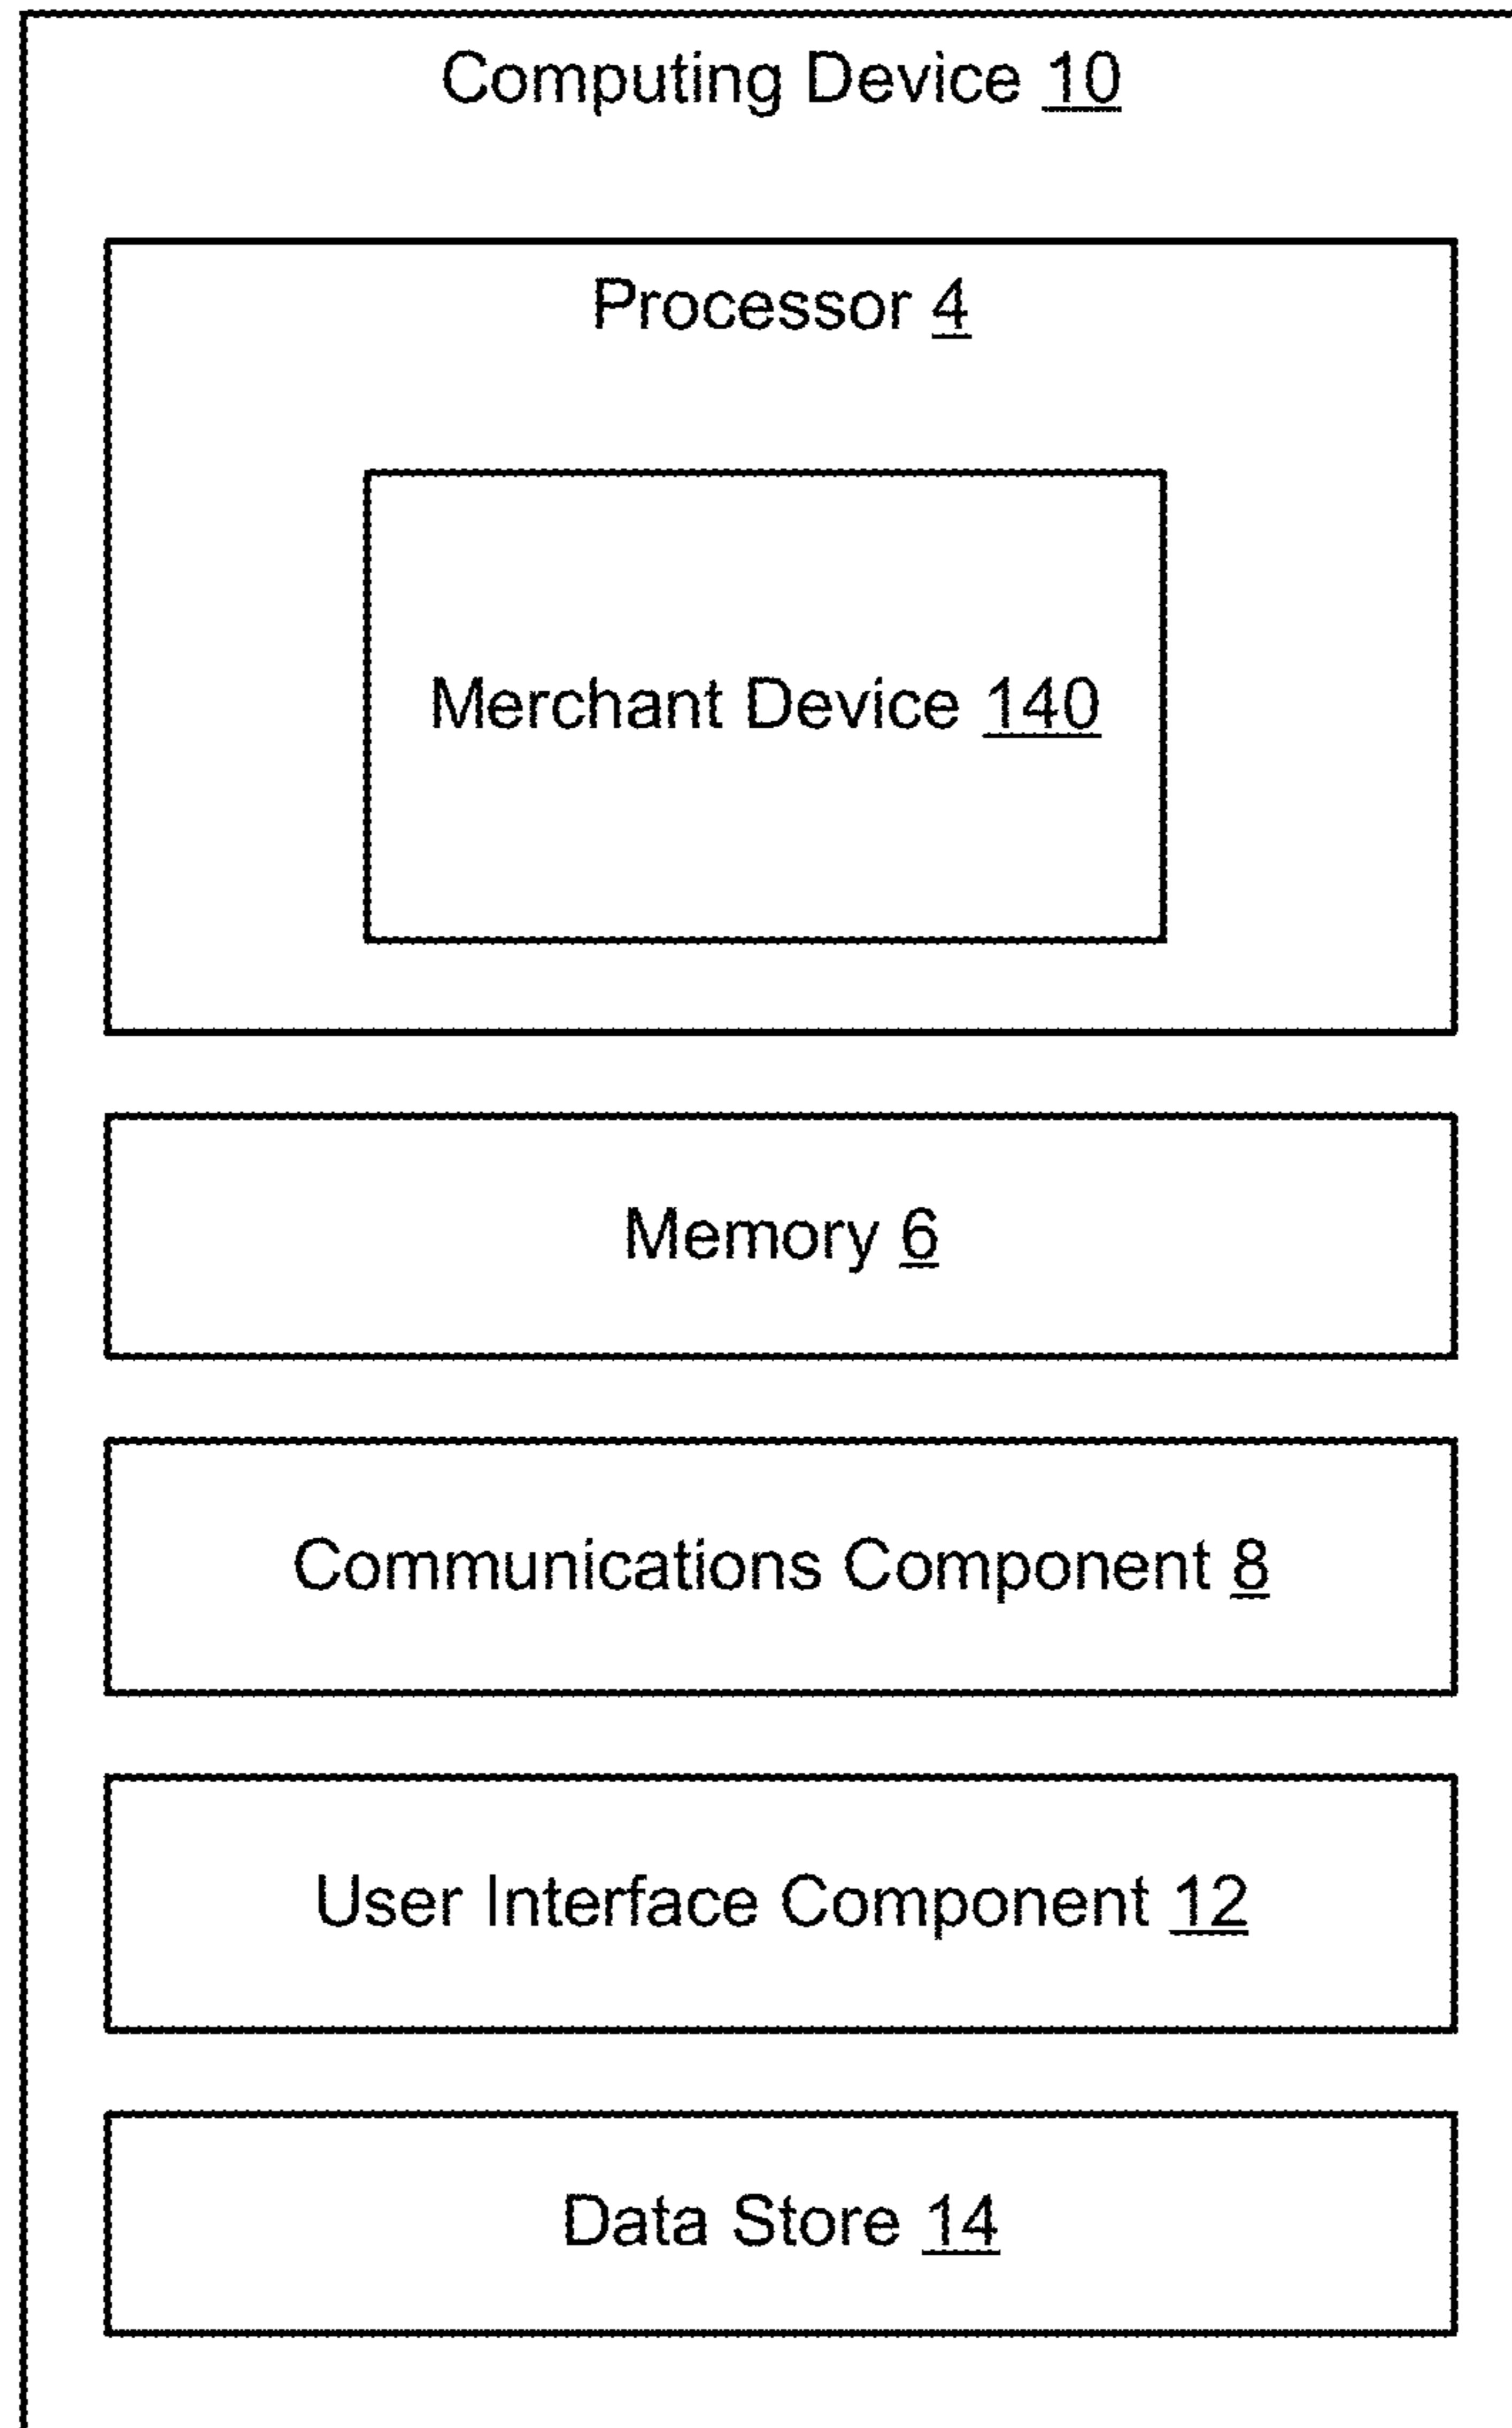 Computing Device 10
Processor 4
Merchant Device 140
Memory 6
Communications Component 8
User Interface Component 12
Data Store 14